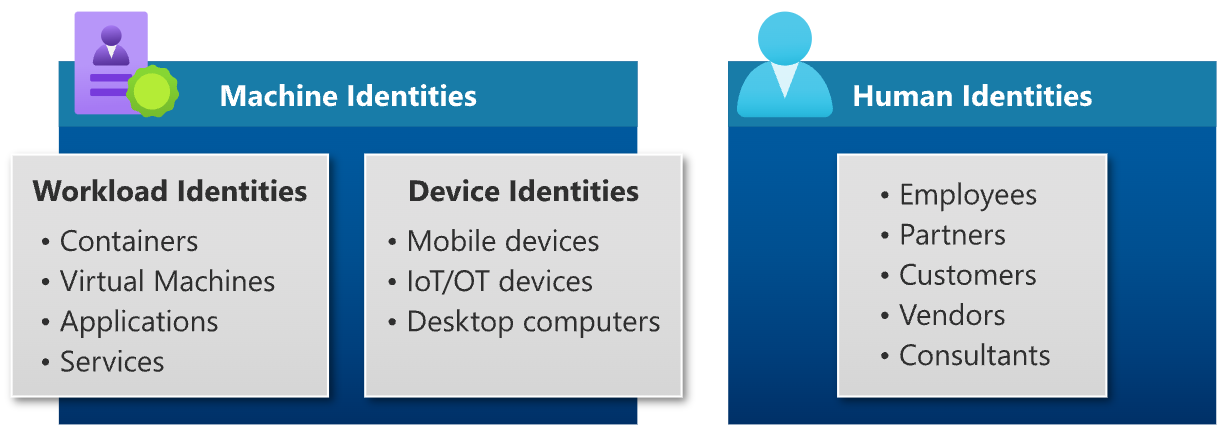 Machine Identities
Workload Identities
• Containers
• Virtual Machines
• Applications
• Services
Device Identities
• Mobile devices
• IoT/OT devices
• Desktop computers
Human Identities
• Employees
• Partners
• Customers
• Vendors
• Consultants